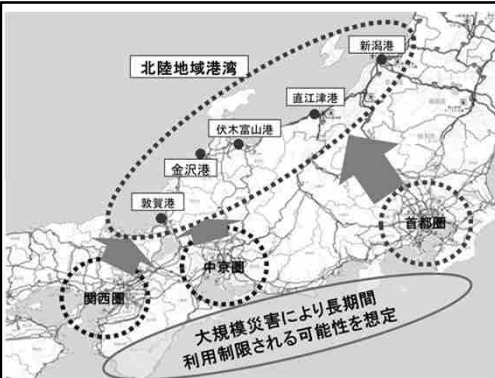 新潟港
北陸地域港湾
直江津港
伏木富山港
金沢港
敦賀港
首都圏
中京圏
関西圏
大規模災害により長期間
利用制限される可能性を想定